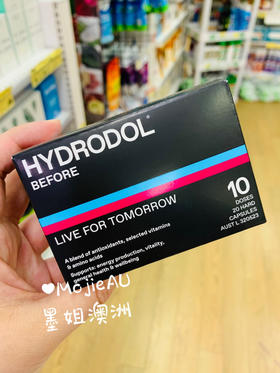 HYDRODOL®
BEFORE
LIVE FOR TOMORROW
A blend of antioxidants, selected vitamins
& amino acids
Supports: energy production, vitality,
general health & wellbeing
10
DOSES
20 HARD
CAPSULES
AUST L 320523
MojieAU
墨姐澳洲